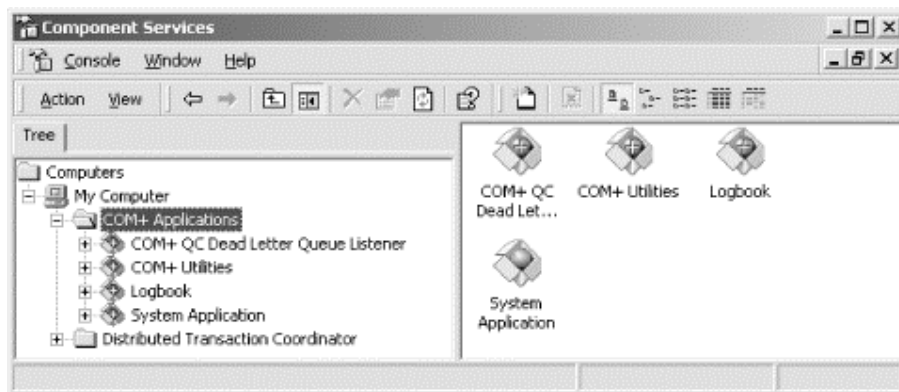 Component Services
Console Window Help
Action View
Tree
Computers
My Computer
COM+ Applications
COM+ QC Dead Letter Queue Listener
COM+ Utilities
Logbook
System Application
Distributed Transaction Coordinator
COM+ QC
Dead Let...
COM+ Utilities
Logbook
System
Application